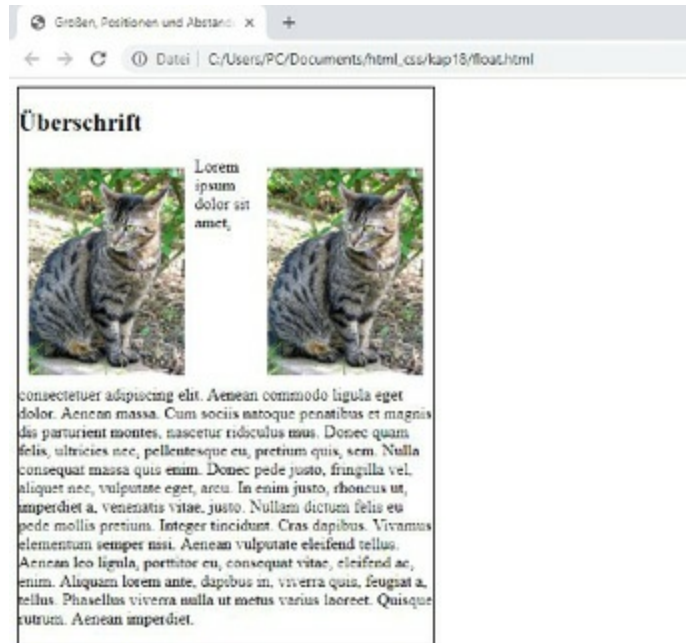 Größen, Positionen und Abstän
Datei | C:/Users/PC/Documents/html_css/kap18/float.html
Überschrift
Lorem
ipsum
dolor sit
amet,
consectetuer adipiscing elit. Aenean commodo ligula eget
dolor. Aenean massa. Cum sociis natoque penatibus et magnis
dis parturient montes, nascetur ridiculus mus. Donec quam
felis, ultricies nec, pellentesque eu, pretium quis, sem. Nulla
consequat massa quis enim. Donec pede justo, fringilla vel,
aliquet nec, vulputate eget, arcu. In enim justo, rhoncus ut,
imperdiet a, venenatis vitae, justo. Nullam dictum felis eu
pede mollis pretium. Integer tincidunt. Cras dapibus. Vivamus
elementum semper nisi. Aenean vulputate eleifend tellus.
Aenean leo ligula, porttitor eu, consequat vitae, eleifend ac,
enim. Aliquam lorem ante, dapibus in, viverra quis, feugiat a,
tellus. Phasellus viverra nulla ut metus varius laoreet. Quisque
rutrum. Aenean imperdiet.